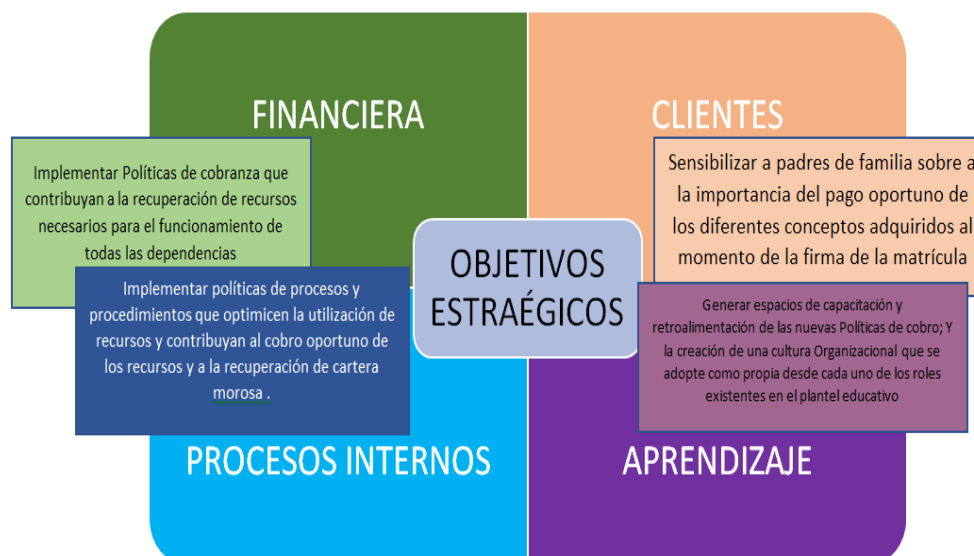 FINANCIERA
Implementar Políticas de cobranza que
contribuyan a la recuperación de recursos
necesarios para el funcionamiento de
todas las dependencias
CLIENTES
Sensibilizar a padres de familia sobre a
la importancia del pago oportuno de
los diferentes conceptos adquiridos al
momento de la firma de la matrícula
OBJETIVOS
ESTRAÉGICOS
Implementar políticas de procesos y
procedimientos que optimicen la utilización de
recursos y contribuyan al cobro oportuno de
los recursos y a la recuperación de cartera
morosa .
PROCESOS INTERNOS
Generar espacios de capacitación y
retroalimentación de las nuevas Políticas de cobro; Y
la creación de una cultura Organizacional que se
adopte como propia desde cada uno de los roles
existentes en el plantel educativo
APRENDIZAJE